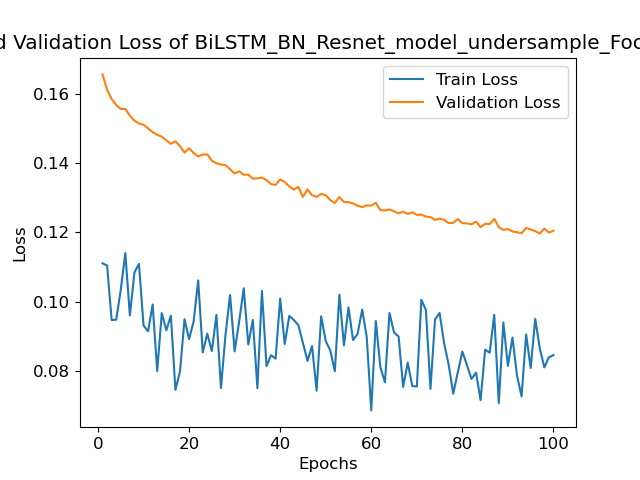 d Validation Loss of BiLSTM_BN_Resnet_model_undersample_Foc
Train Loss
Validation Loss
0.16
0.14
0.12
0.10
0.08
Loss
0 20 40 60 80 100
Epochs